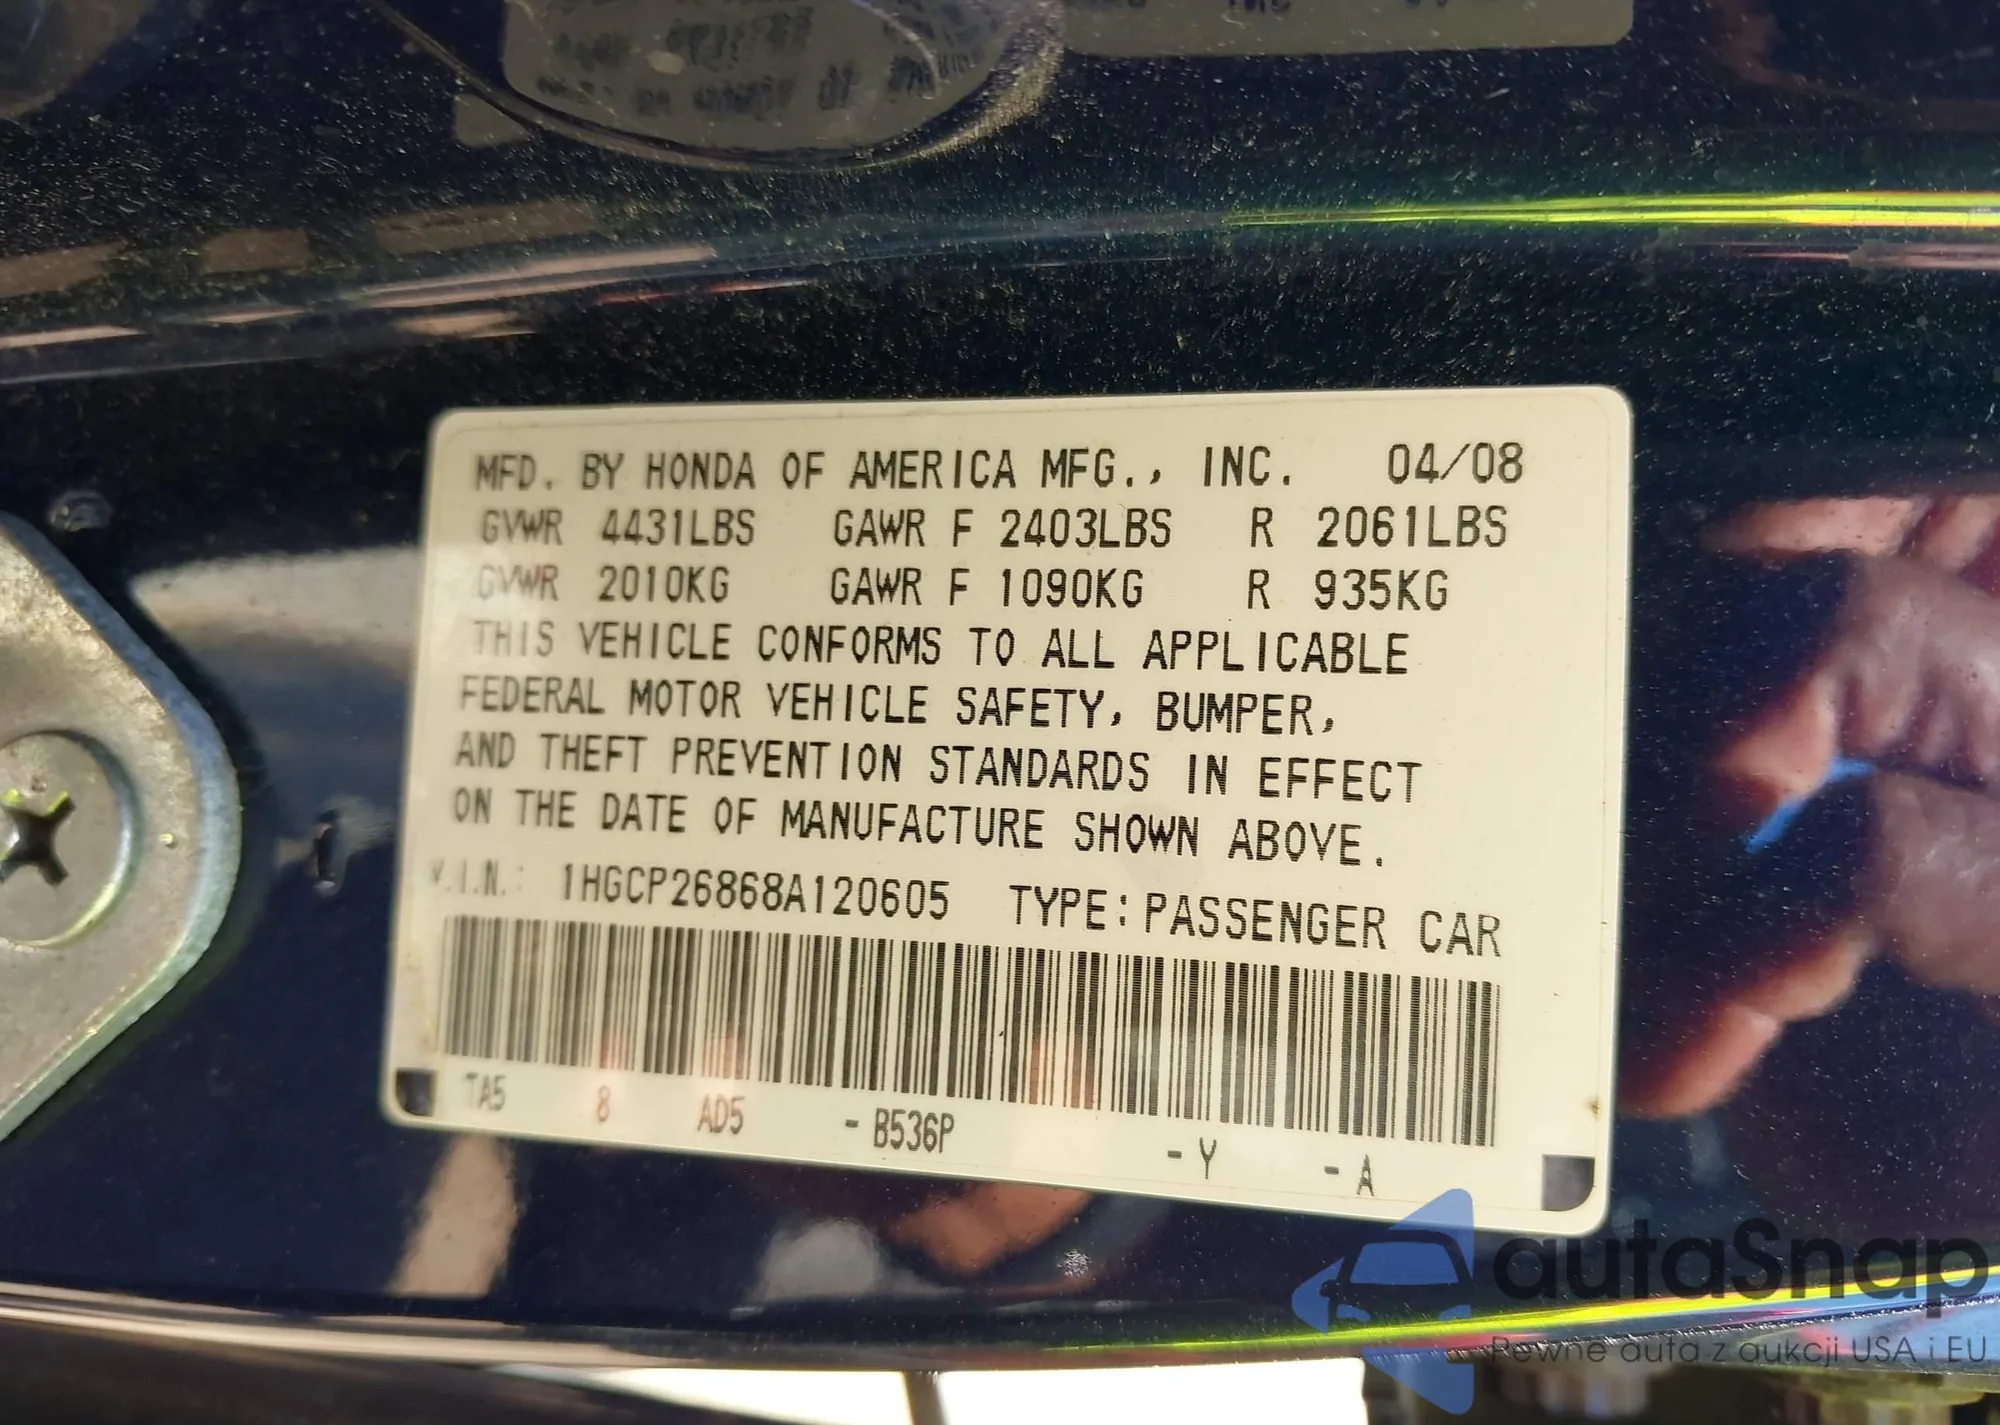 MFD. BY HONDA OF AMERICA MFG., INC. 04/08
GVWR 4431LBS GAWR F 2403LBS R 2061LBS
GVWR 2010KG GAWR F 1090KG R 935KG
THIS VEHICLE CONFORMS TO ALL APPLICABLE
FEDERAL MOTOR VEHICLE SAFETY, BUMPER,
AND THEFT PREVENTION STANDARDS IN EFFECT
ON THE DATE OF MANUFACTURE SHOWN ABOVE.
V.I.N.: 1HGCP26868A120605 TYPE: PASSENGER CAR
TA5 8 AD5 - B536P - Y - A
autaSnap
Pewne auta z aukcji USA i EU